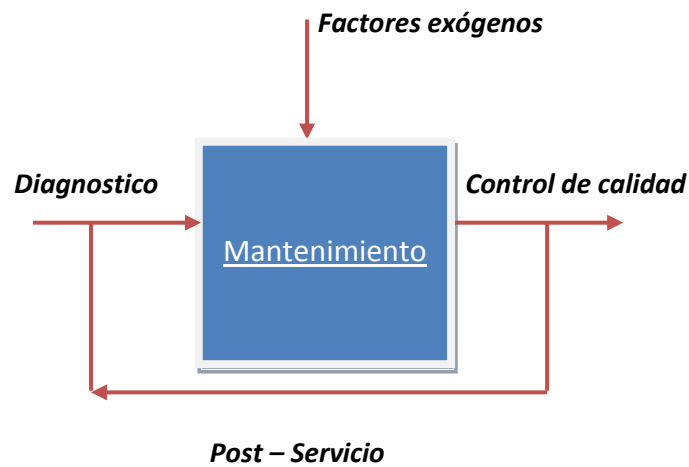 Factores exógenos
Diagnostico
Control de calidad
Mantenimiento
Post – Servicio